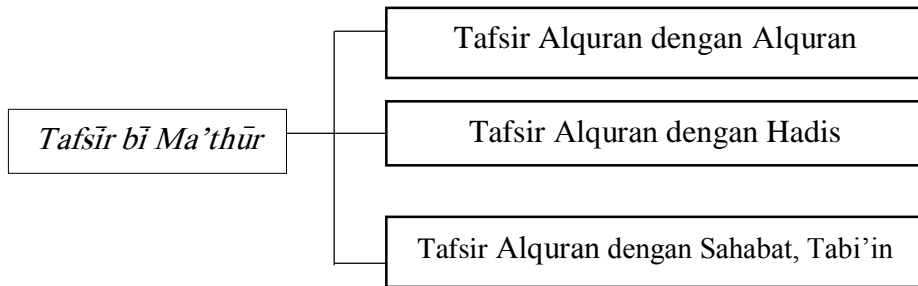 Tafsir Alquran dengan Alquran
Tafsīr bī Ma’thūr
Tafsir Alquran dengan Hadis
Tafsir Alquran dengan Sahabat, Tabi’in